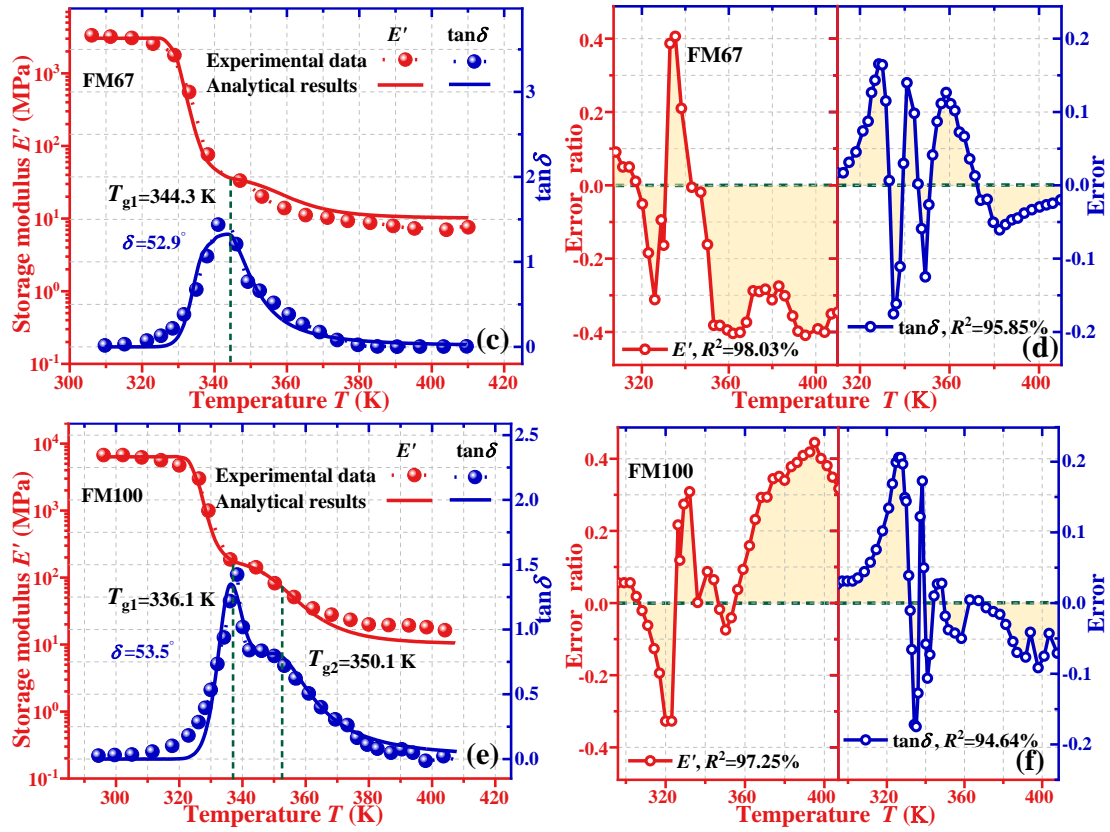 E′ tanδ
Experimental data
Analytical results
FM67
T_g1=344.3 K
δ=52.9°
(c)
Storage modulus E′ (MPa)
10³
10²
10¹
10⁰
10⁻¹
tanδ
3
2
1
0
300 320 340 360 380 400 420
Temperature T (K)
FM67
Error ratio
0.4
0.2
0.0
-0.2
-0.4
E′, R²=98.03%
tanδ, R²=95.85%
(d)
Error
0.2
0.1
0.0
-0.1
-0.2
320 360 400 320 340 360 380 400
Temperature T (K)
E′ tanδ
Experimental data
Analytical results
FM100
T_g1=336.1 K
δ=53.5°
T_g2=350.1 K
(e)
Storage modulus E′ (MPa)
10⁴
10³
10²
10¹
10⁰
10⁻¹
tanδ
2.5
2.0
1.5
1.0
0.5
0.0
300 320 340 360 380 400 420
Temperature T (K)
FM100
Error ratio
0.4
0.2
0.0
-0.2
-0.4
E′, R²=97.25%
tanδ, R²=94.64%
(f)
Error
0.2
0.1
0.0
-0.1
-0.2
320 360 400 320 340 360 380 400
Temperature T (K)